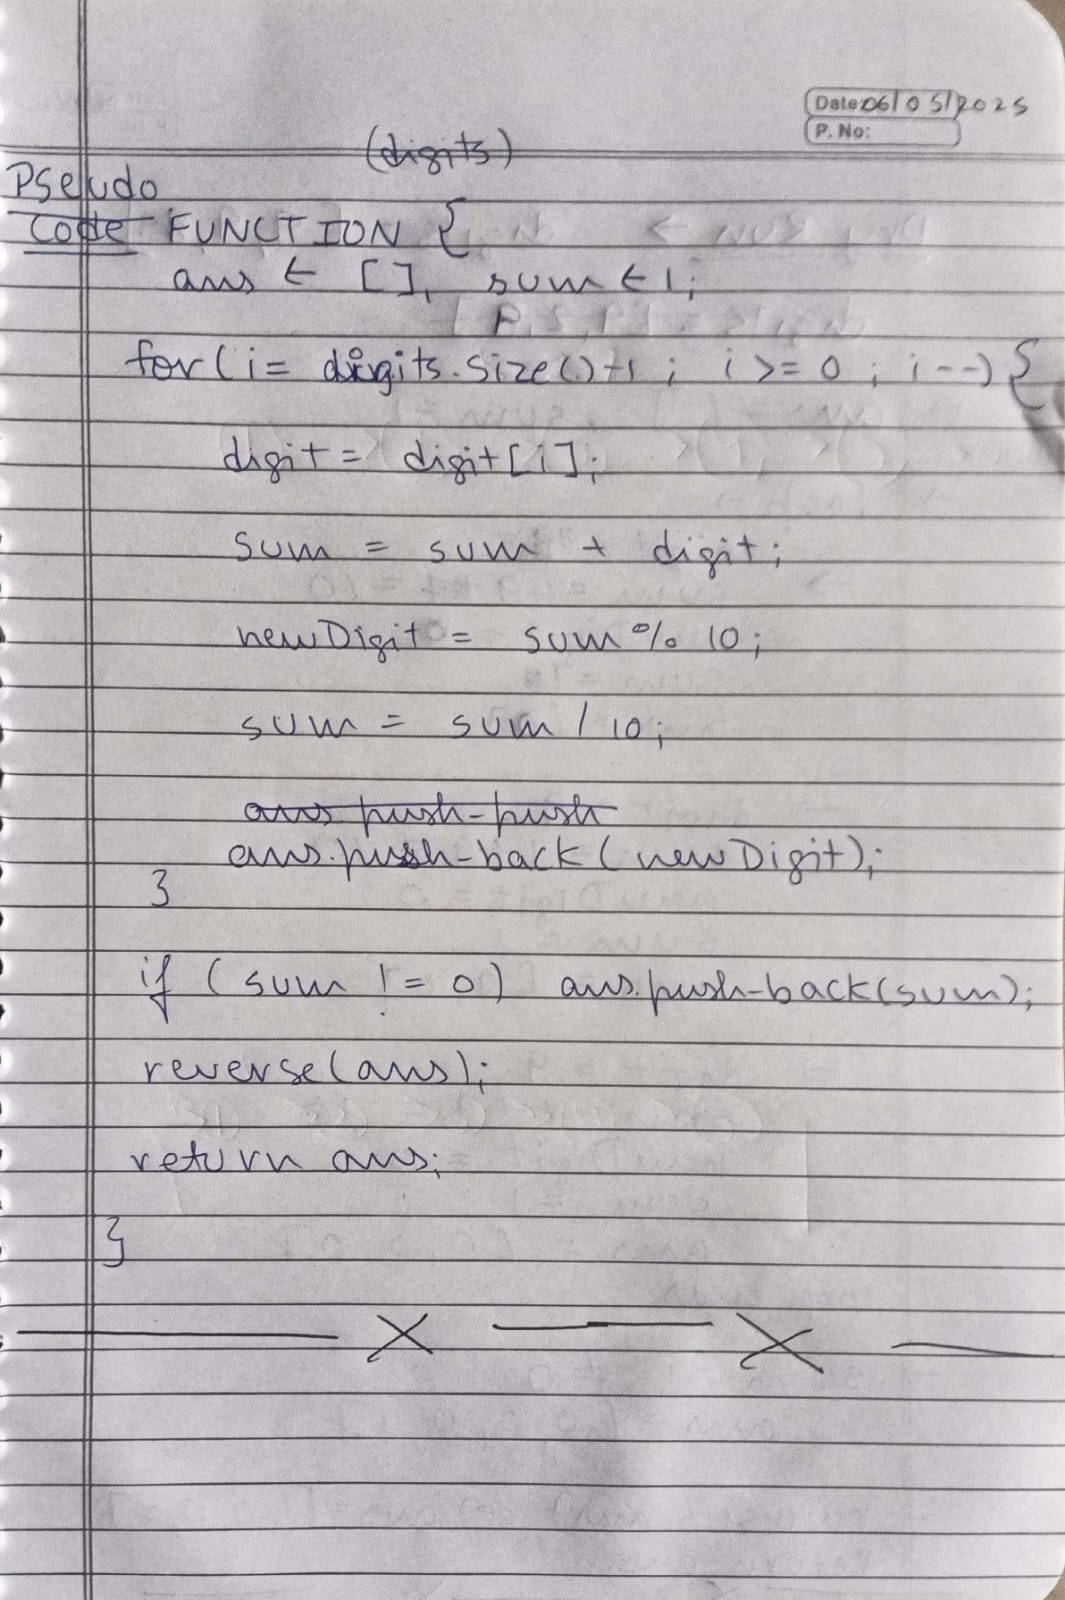 Date: 06/05/2025
P. No:
(digits)
Pseudo
Code FUNCTION {
ans ← [], sum ← 1;
for(i= digits.size()+1 ; i >= 0 ; i--) {
digit = digit[i];
sum = sum + digit;
newDigit = sum % 10;
sum = sum / 10;
ans push-push
ans.push-back(newDigit);
}
if (sum != 0) ans.push-back(sum);
reverse(ans);
return ans;
}